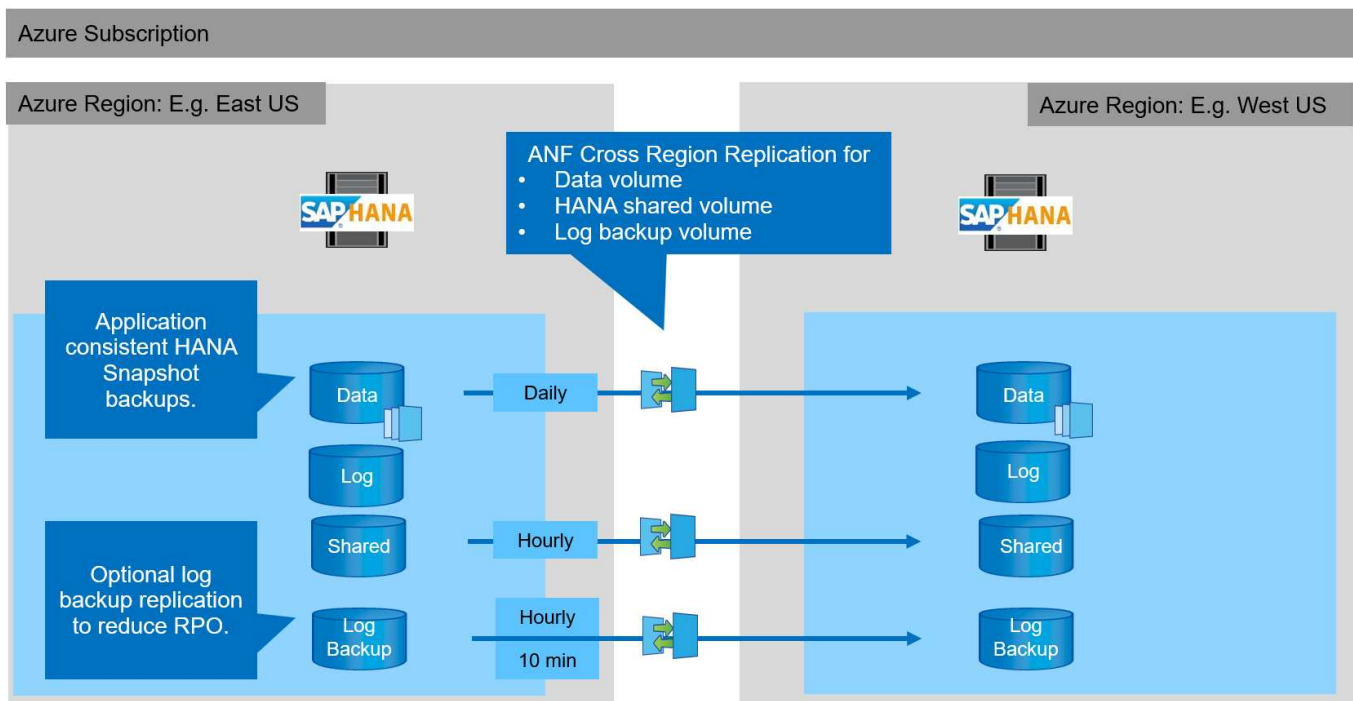 Azure Subscription
Azure Region: E.g. East US
Azure Region: E.g. West US
ANF Cross Region Replication for
• Data volume
• HANA shared volume
• Log backup volume
SAP HANA
®
SAP HANA
®
Application
consistent HANA
Snapshot
backups.
Data
Daily
Data
Log
Log
Shared
Hourly
Shared
Optional log
backup replication
to reduce RPO.
Log
Backup
Hourly
10 min
Log
Backup